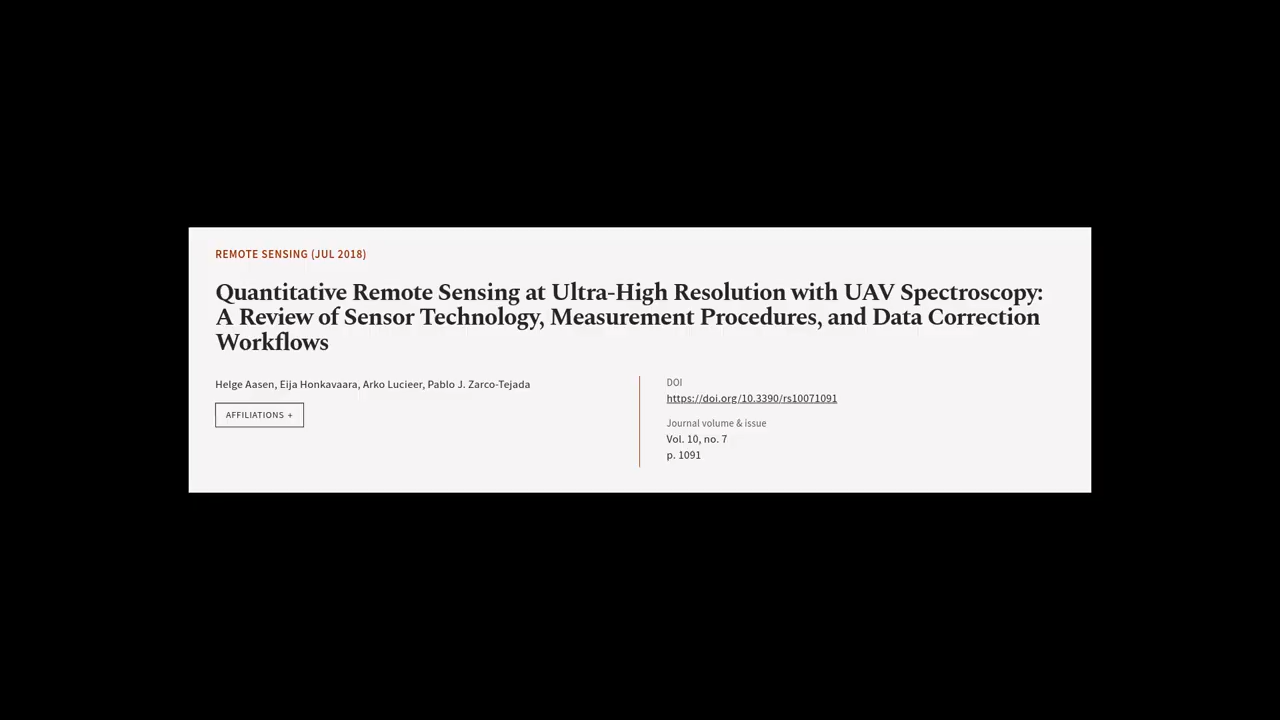 REMOTE SENSING (JUL 2018)
Quantitative Remote Sensing at Ultra-High Resolution with UAV Spectroscopy:
A Review of Sensor Technology, Measurement Procedures, and Data Correction
Workflows
Helge Aasen, Eija Honkavaara, Arko Lucieer, Pablo J. Zarco-Tejada
AFFILIATIONS +
DOI
https://doi.org/10.3390/rs10071091
Journal volume & issue
Vol. 10, no. 7
p. 1091